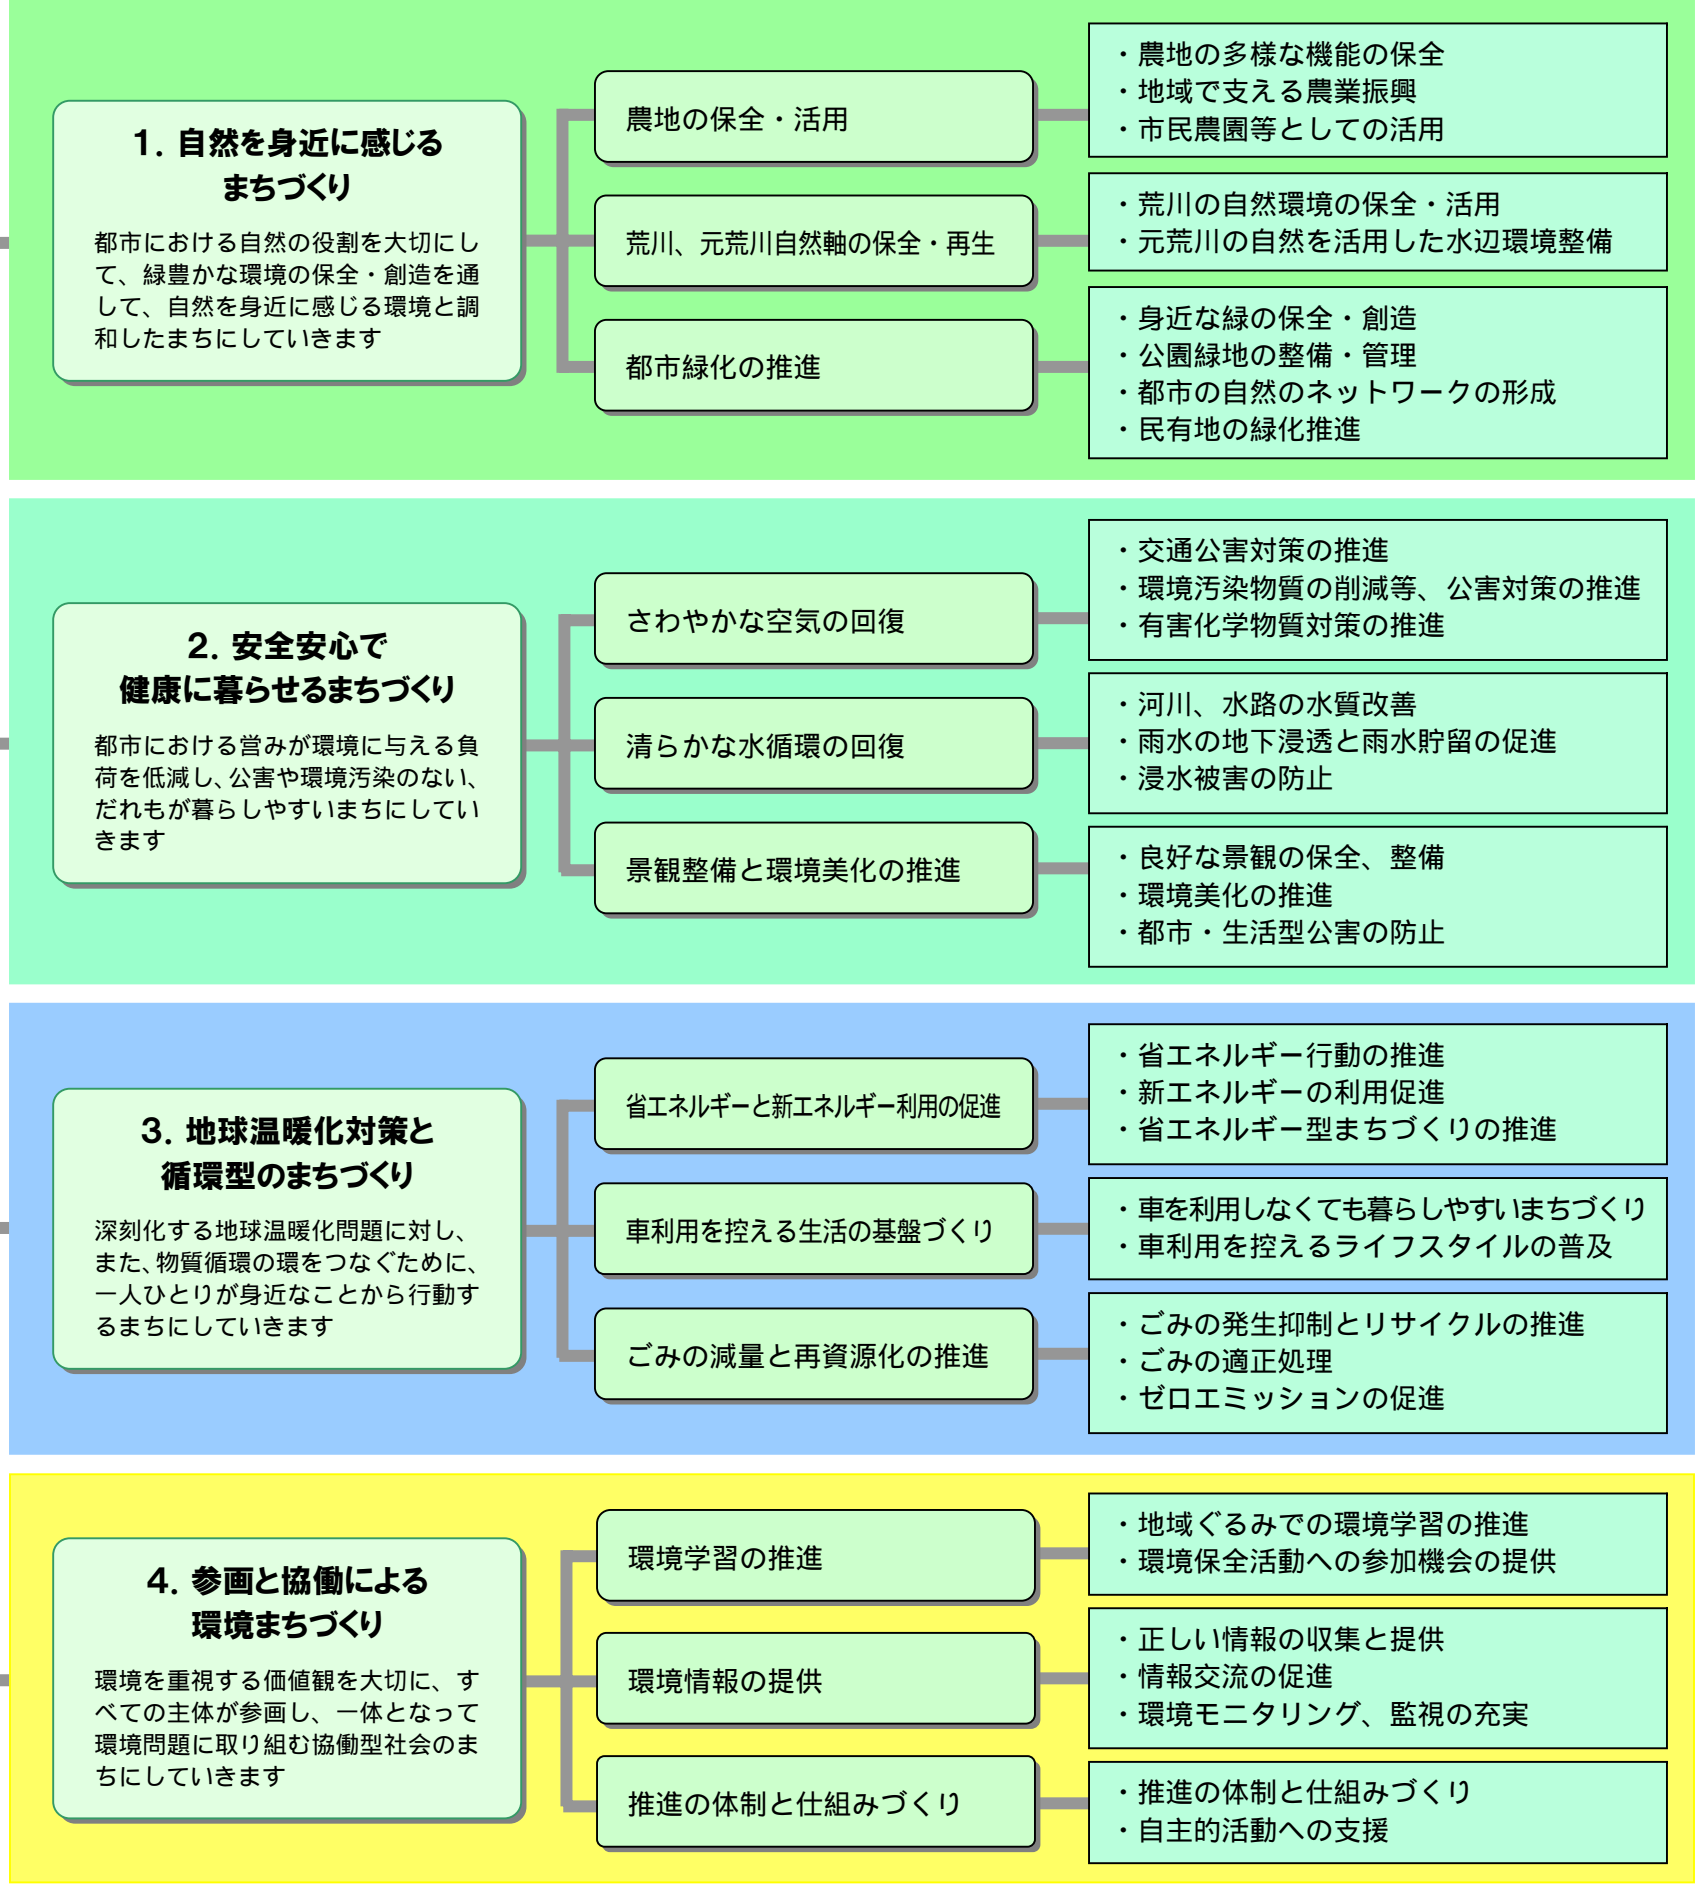 1. 自然を身近に感じる
まちづくり
都市における自然の役割を大切にし
て、緑豊かな環境の保全・創造を通
して、自然を身近に感じる環境と調
和したまちにしていきます
農地の保全・活用
・農地の多様な機能の保全
・地域で支える農業振興
・市民農園等としての活用
荒川、元荒川自然軸の保全・再生
・荒川の自然環境の保全・活用
・元荒川の自然を活用した水辺環境整備
都市緑化の推進
・身近な緑の保全・創造
・公園緑地の整備・管理
・都市の自然のネットワークの形成
・民有地の緑化推進
2. 安全安心で
健康に暮らせるまちづくり
都市における営みが環境に与える負
荷を低減し、公害や環境汚染のない、
だれもが暮らしやすいまちにしてい
きます
さわやかな空気の回復
・交通公害対策の推進
・環境汚染物質の削減等、公害対策の推進
・有害化学物質対策の推進
清らかな水循環の回復
・河川、水路の水質改善
・雨水の地下浸透と雨水貯留の促進
・浸水被害の防止
景観整備と環境美化の推進
・良好な景観の保全、整備
・環境美化の推進
・都市・生活型公害の防止
3. 地球温暖化対策と
循環型のまちづくり
深刻化する地球温暖化問題に対し、
また、物質循環の環をつなぐために、
一人ひとりが身近なことから行動す
るまちにしていきます
省エネルギーと新エネルギー利用の促進
・省エネルギー行動の推進
・新エネルギーの利用促進
・省エネルギー型まちづくりの推進
車利用を控える生活の基盤づくり
・車を利用しなくても暮らしやすいまちづくり
・車利用を控えるライフスタイルの普及
ごみの減量と再資源化の推進
・ごみの発生抑制とリサイクルの推進
・ごみの適正処理
・ゼロエミッションの促進
4. 参画と協働による
環境まちづくり
環境を重視する価値観を大切に、す
べての主体が参画し、一体となって
環境問題に取り組む協働型社会のま
ちにしていきます
環境学習の推進
・地域ぐるみでの環境学習の推進
・環境保全活動への参加機会の提供
環境情報の提供
・正しい情報の収集と提供
・情報交流の促進
・環境モニタリング、監視の充実
推進の体制と仕組みづくり
・推進の体制と仕組みづくり
・自主的活動への支援